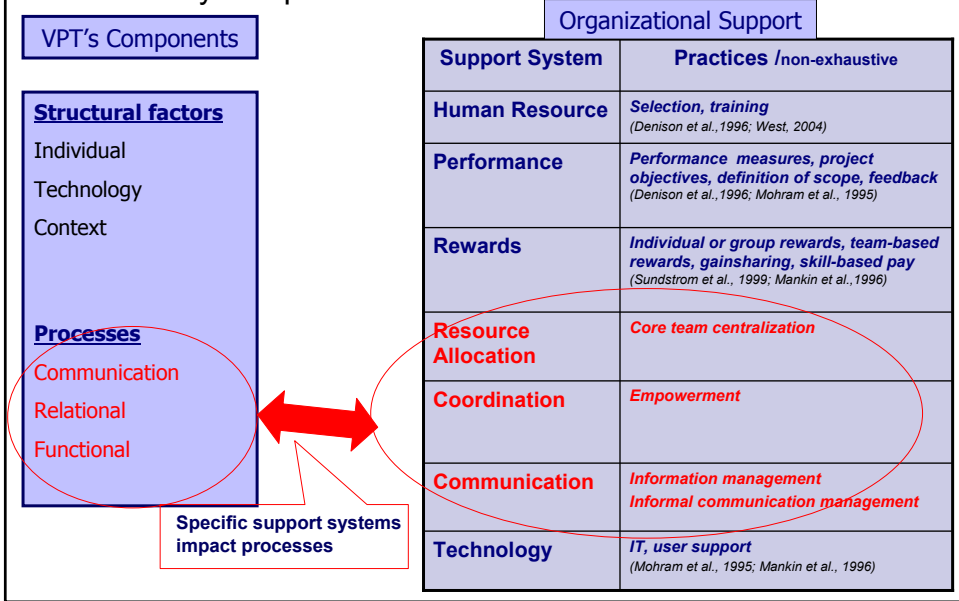 VPT's Components
Structural factors
Individual
Technology
Context
Processes
Communication
Relational
Functional
Specific support systems
impact processes
Organizational Support
Support System
Practices /non-exhaustive
Human Resource
Selection, training
(Denison et al.,1996; West, 2004)
Performance
Performance measures, project
objectives, definition of scope, feedback
(Denison et al.,1996; Mohram et al., 1995)
Rewards
Individual or group rewards, team-based
rewards, gainsharing, skill-based pay
(Sundstrom et al., 1999; Mankin et al.,1996)
Resource
Allocation
Core team centralization
Coordination
Empowerment
Communication
Information management
Informal communication management
Technology
IT, user support
(Mohram et al., 1995; Mankin et al., 1996)